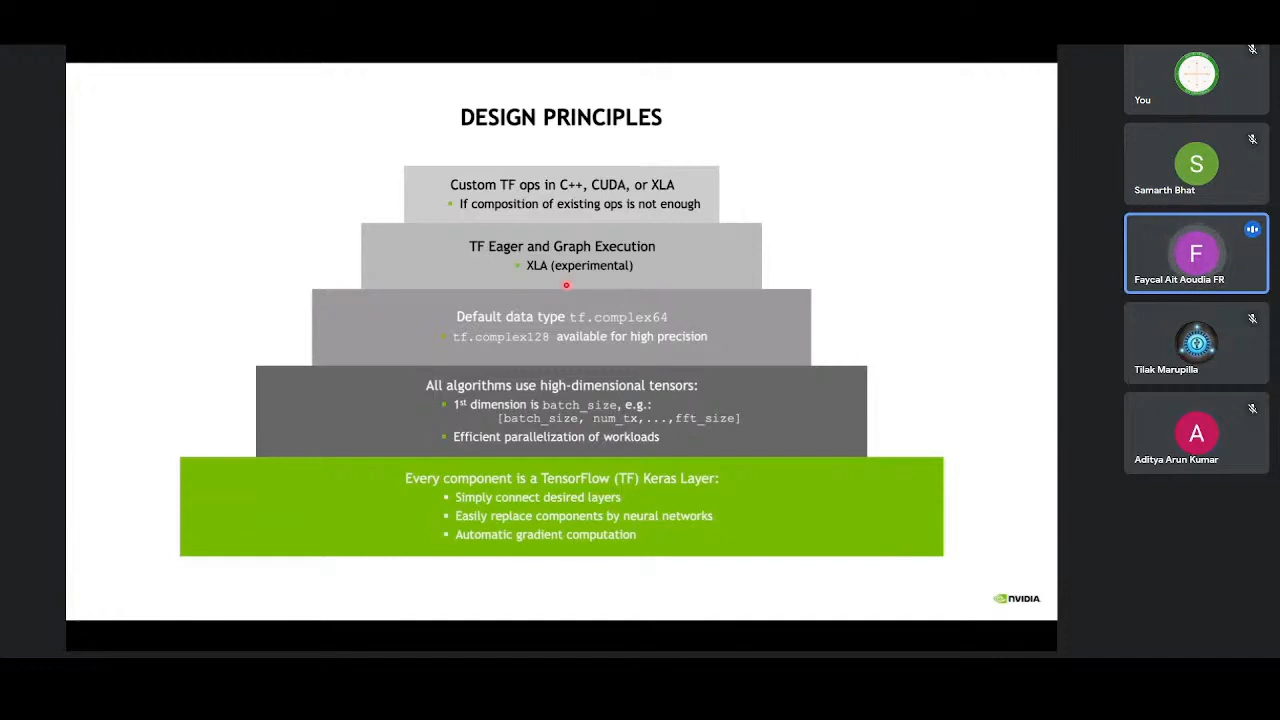 DESIGN PRINCIPLES
Custom TF ops in C++, CUDA, or XLA
If composition of existing ops is not enough
TF Eager and Graph Execution
XLA (experimental)
Default data type tf.complex64
tf.complex128 available for high precision
All algorithms use high-dimensional tensors:
1st dimension is batch_size, e.g.:
[batch_size, num_tx,...,fft_size]
Efficient parallelization of workloads
Every component is a TensorFlow (TF) Keras Layer:
Simply connect desired layers
Easily replace components by neural networks
Automatic gradient computation
NVIDIA
You
S
Samarth Bhat
F
Faycal Ait Aoudia FR
Tilak Marupilla
A
Aditya Arun Kumar